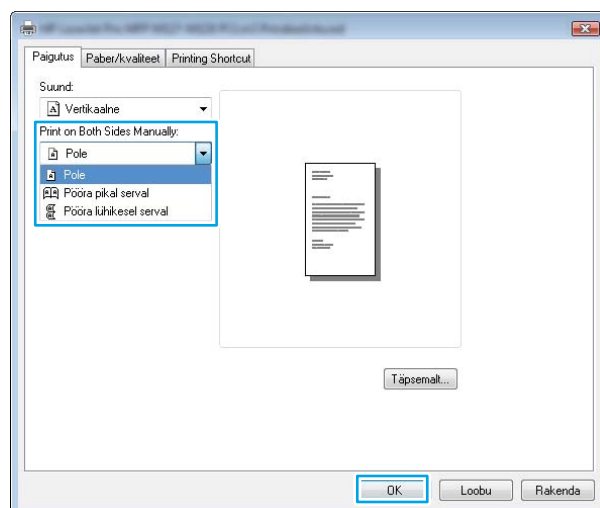 Paigutus Paber/kvaliteet Printing Shortcut
Suund:
Vertikaalne
Print on Both Sides Manually:
Pole
Pole
Pööra pikal serval
Pööra lühikesel serval
Täpsemalt...
OK Loobu Rakenda